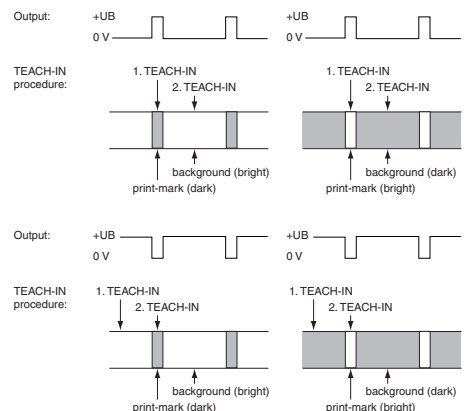 Output: +UB +UB
0 V 0 V
TEACH-IN procedure: 1. TEACH-IN 1. TEACH-IN
2. TEACH-IN 2. TEACH-IN
background (bright) background (dark)
print-mark (dark) print-mark (bright)
Output: +UB +UB
0 V 0 V
TEACH-IN procedure: 1. TEACH-IN 1. TEACH-IN
2. TEACH-IN 2. TEACH-IN
background (bright) background (dark)
print-mark (dark) print-mark (bright)